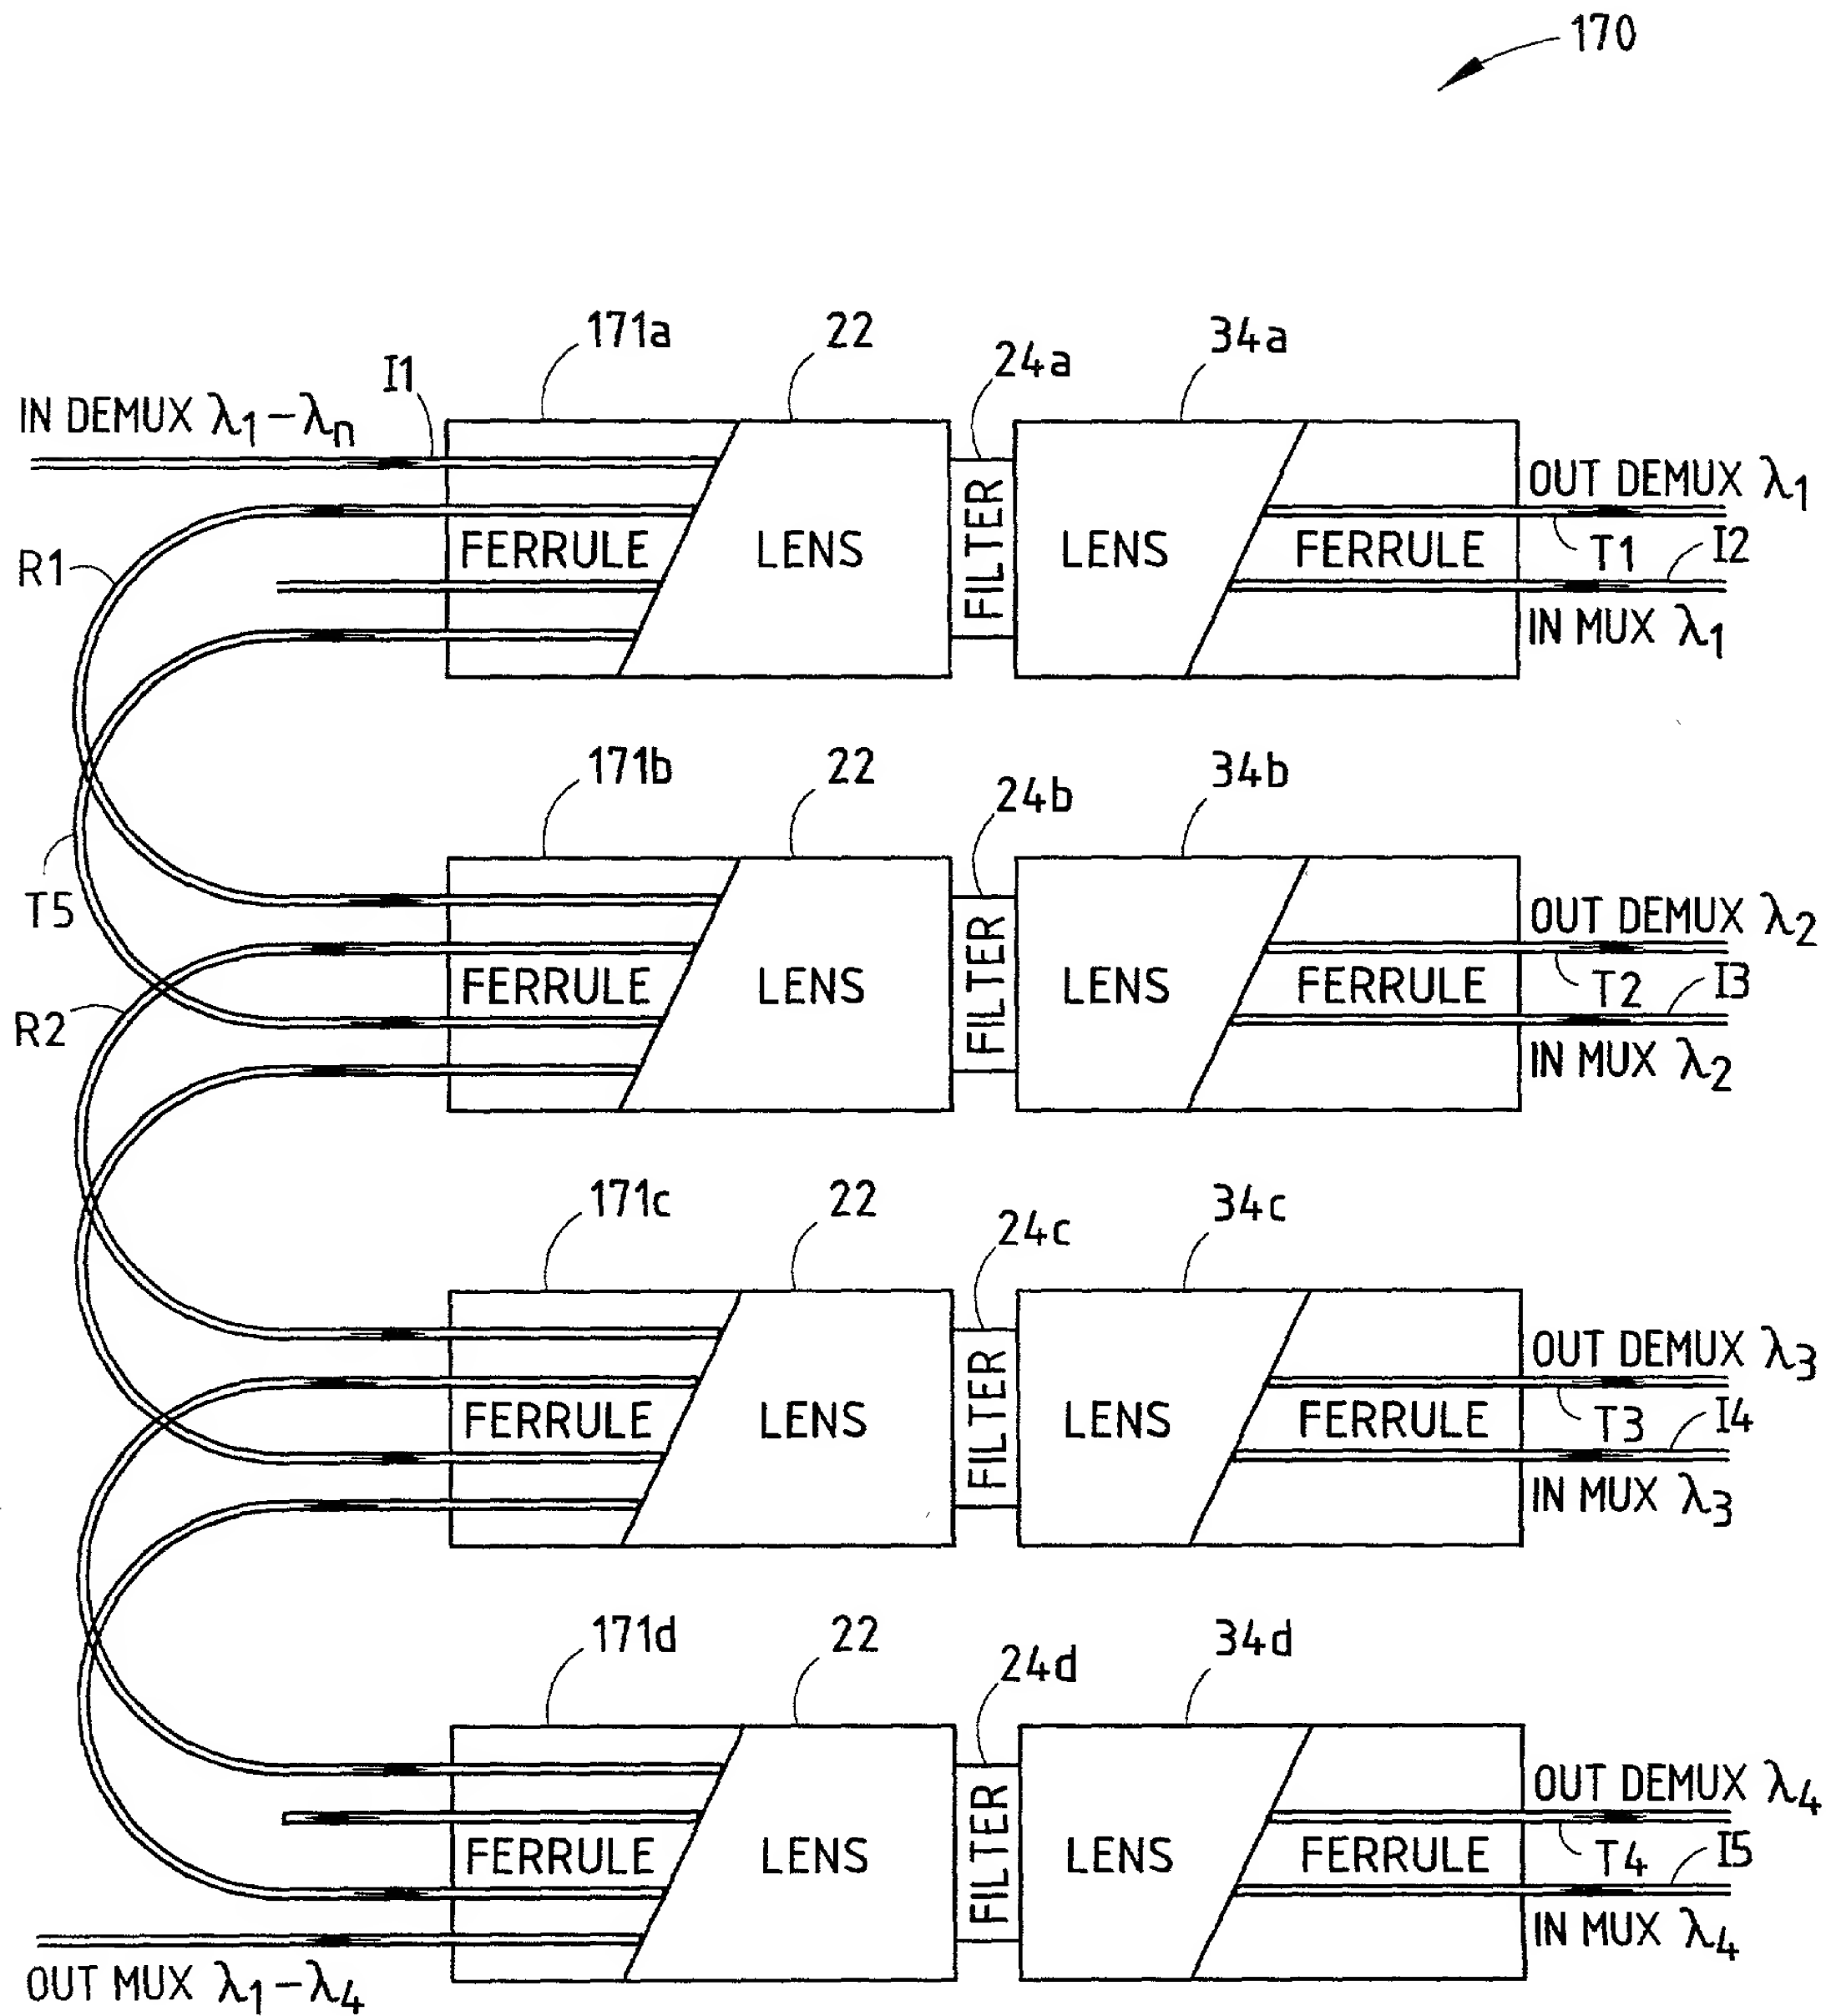 170
171a 22 24a 34a
I1
IN DEMUX λ1–λn
OUT DEMUX λ1
R1 FERRULE LENS FILTER LENS FERRULE T1 I2
IN MUX λ1
171b 22 24b 34b
T5
OUT DEMUX λ2
R2 FERRULE LENS FILTER LENS FERRULE T2 I3
IN MUX λ2
171c 22 24c 34c
OUT DEMUX λ3
FERRULE LENS FILTER LENS FERRULE T3 I4
IN MUX λ3
171d 22 24d 34d
OUT DEMUX λ4
FERRULE LENS FILTER LENS FERRULE T4 I5
IN MUX λ4
OUT MUX λ1–λ4